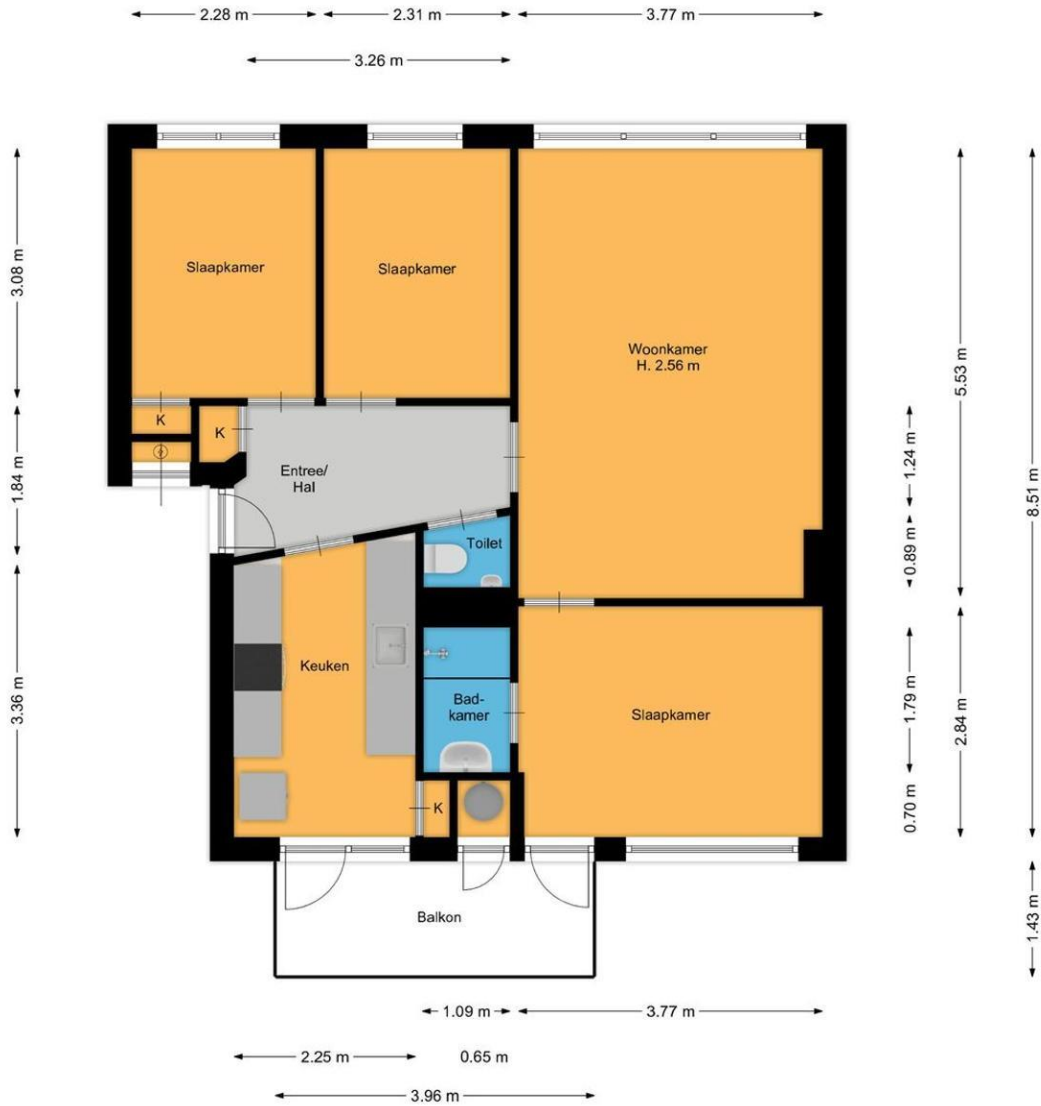 2.28 m
2.31 m
3.77 m
3.26 m
Slaapkamer
Slaapkamer
Woonkamer
H. 2.56 m
3.08 m
5.53 m
8.51 m
K
K
Entree/
Hal
1.84 m
1.24 m
Toilet
0.89 m
Keuken
Bad-
kamer
Slaapkamer
3.36 m
1.79 m
2.84 m
K
0.70 m
Balkon
1.43 m
1.09 m
3.77 m
2.25 m
0.65 m
3.96 m